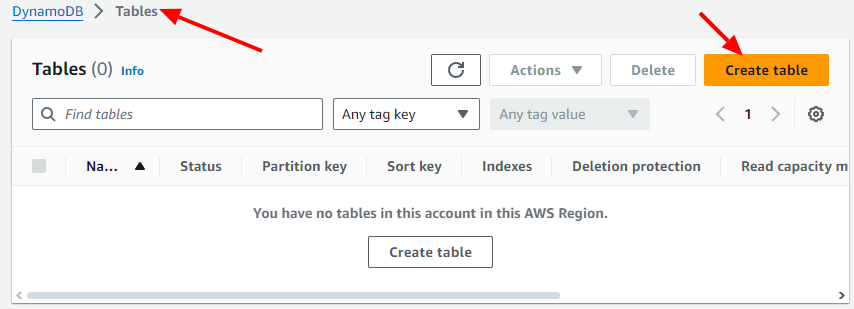 DynamoDB > Tables
Tables (0) Info Actions Delete Create table
Find tables Any tag key Any tag value 1
Na... Status Partition key Sort key Indexes Deletion protection Read capacity m
You have no tables in this account in this AWS Region.
Create table